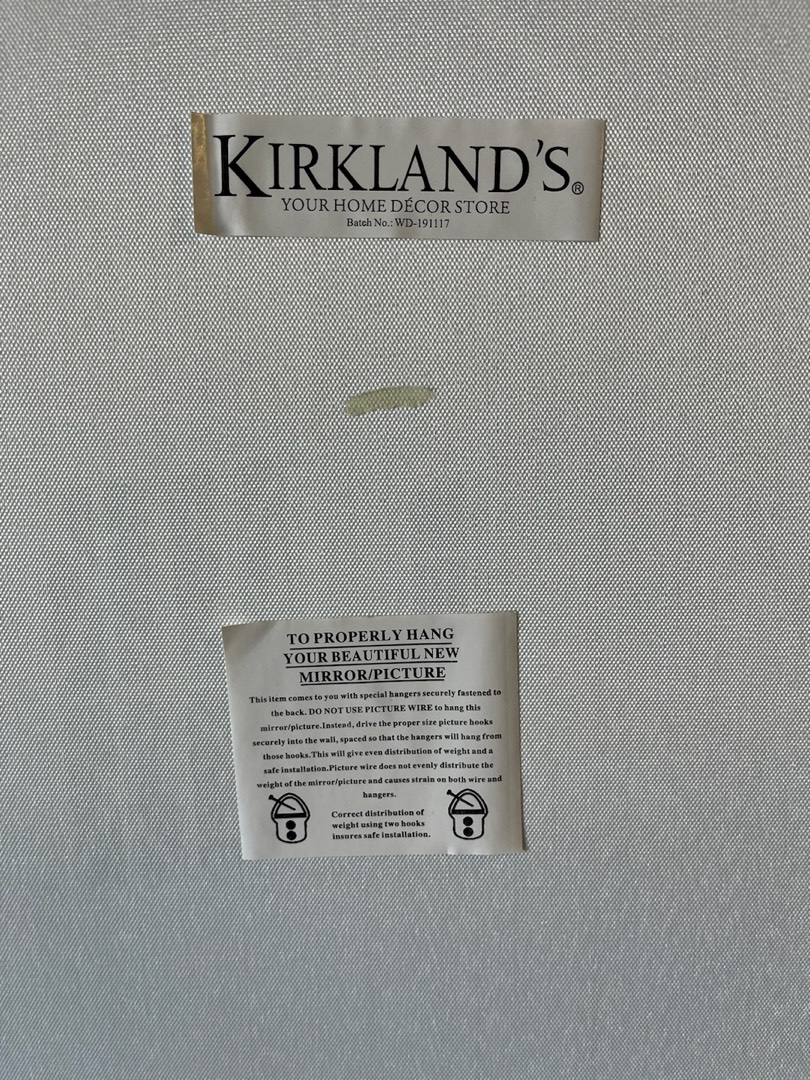 KIRKLAND'S®
YOUR HOME DÉCOR STORE
Batch No.: WD-191117
TO PROPERLY HANG
YOUR BEAUTIFUL NEW
MIRROR/PICTURE
This item comes to you with special hangers securely fastened to
the back. DO NOT USE PICTURE WIRE to hang this
mirror/picture.Instead, drive the proper size picture hooks
securely into the wall, spaced so that the hangers will hang from
those hooks.This will give even distribution of weight and a
safe installation.Picture wire does not evenly distribute the
weight of the mirror/picture and causes strain on both wire and
hangers.
Correct distribution of
weight using two hooks
insures safe installation.